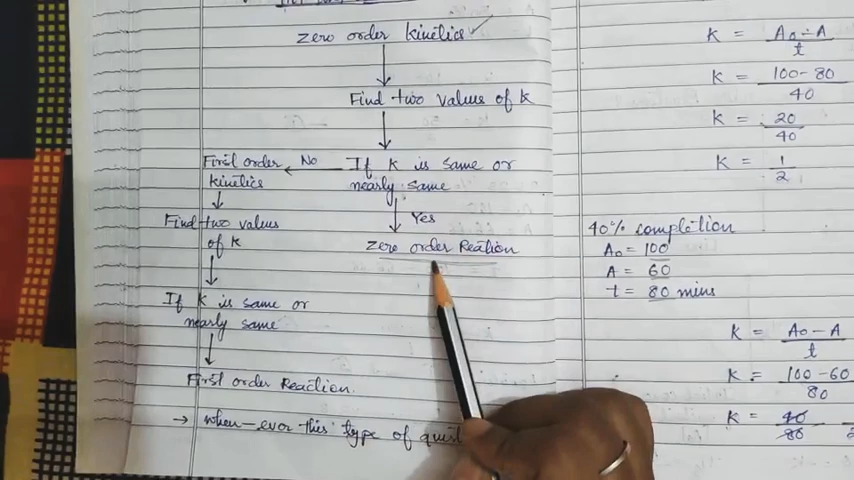 zero order kinetics
Find two values of k
If k is same or
nearly same
No
First order
kinetics
Yes
zero order Reation
Find two values
of k
If k is same or
nearly same
First order Reaction.
→ when-ever this type of
K = A₀ - A / t
K = 100 - 80 / 40
K = 20 / 40
K = 1 / 2
40% completion
A₀ = 100
A = 60
t = 80 mins
K = A₀ - A / t
K = 100 - 60 / 80
K = 40 / 80